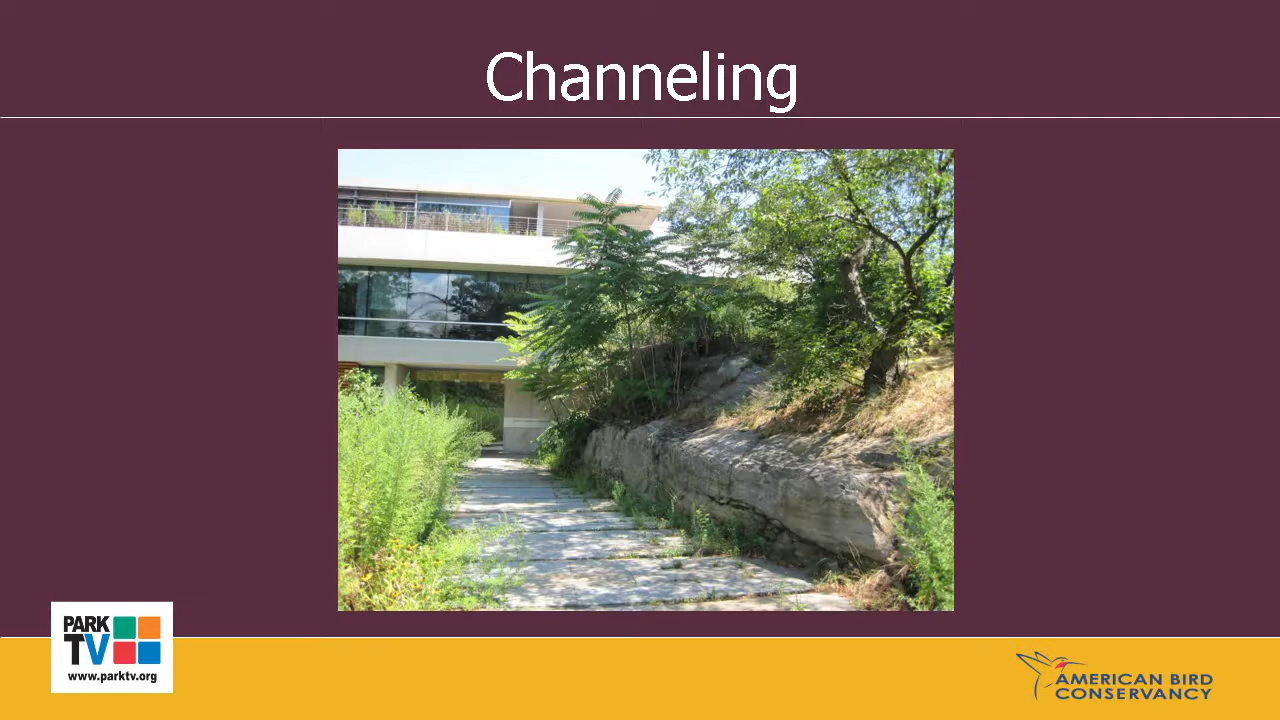 Channeling
PARK
TV
www.parktv.org
AMERICAN BIRD
CONSERVANCY